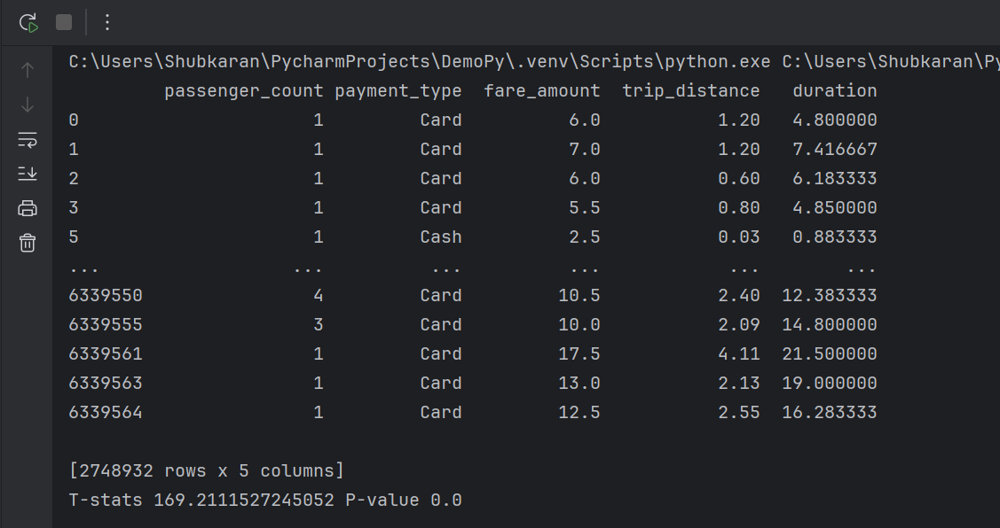 C:\Users\Shubkaran\PycharmProjects\DemoPy\.venv\Scripts\python.exe C:\Users\Shubkaran\Py
passenger_count payment_type fare_amount trip_distance duration
0 1 Card 6.0 1.20 4.800000
1 1 Card 7.0 1.20 7.416667
2 1 Card 6.0 0.60 6.183333
3 1 Card 5.5 0.80 4.850000
5 1 Cash 2.5 0.03 0.883333
... ... ... ... ... ...
6339550 4 Card 10.5 2.40 12.383333
6339555 3 Card 10.0 2.09 14.800000
6339561 1 Card 17.5 4.11 21.500000
6339563 1 Card 13.0 2.13 19.000000
6339564 1 Card 12.5 2.55 16.283333
[2748932 rows x 5 columns]
T-stats 169.2111527245052 P-value 0.0